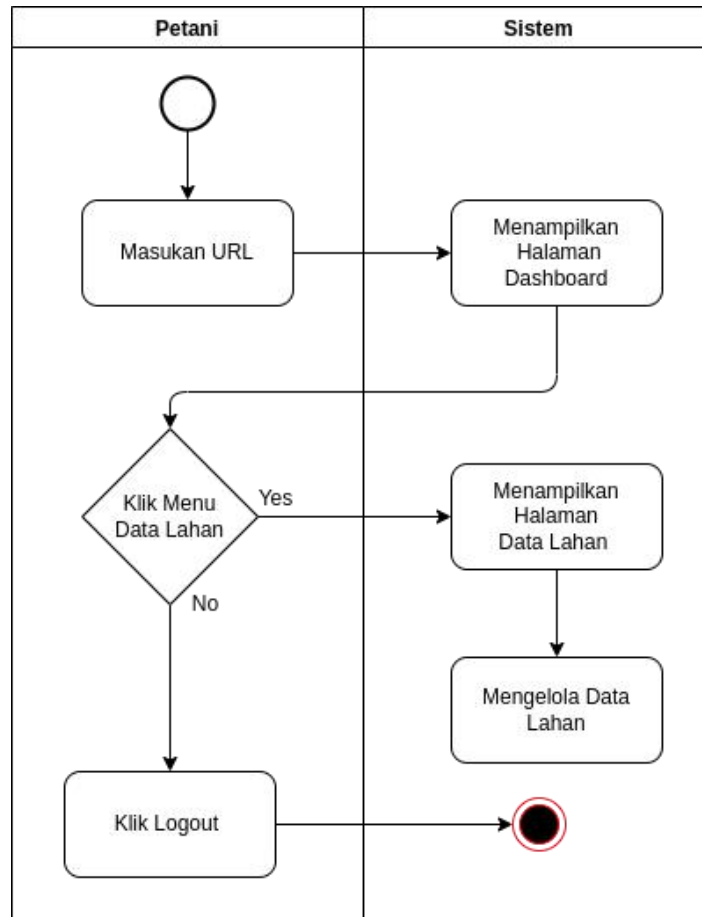 Petani
Sistem
Masukan URL
Menampilkan
Halaman
Dashboard
Klik Menu
Data Lahan
Yes
Menampilkan
Halaman
Data Lahan
No
Mengelola Data
Lahan
Klik Logout